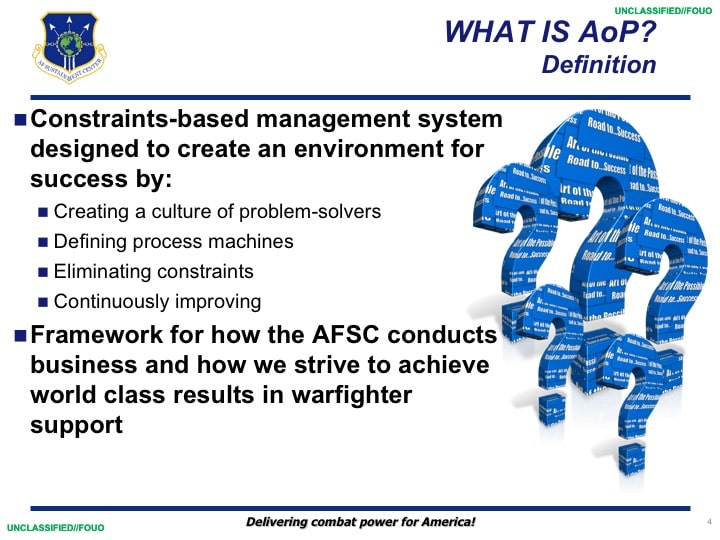 UNCLASSIFIED//FOUO
WHAT IS AoP?
Definition
AF SUSTAINMENT CENTER
Constraints-based management system
designed to create an environment for
success by:
Creating a culture of problem-solvers
Defining process machines
Eliminating constraints
Continuously improving
Framework for how the AFSC conducts
business and how we strive to achieve
world class results in warfighter
support
Art of the Possible
Road to...Success
UNCLASSIFIED//FOUO
Delivering combat power for America!
4